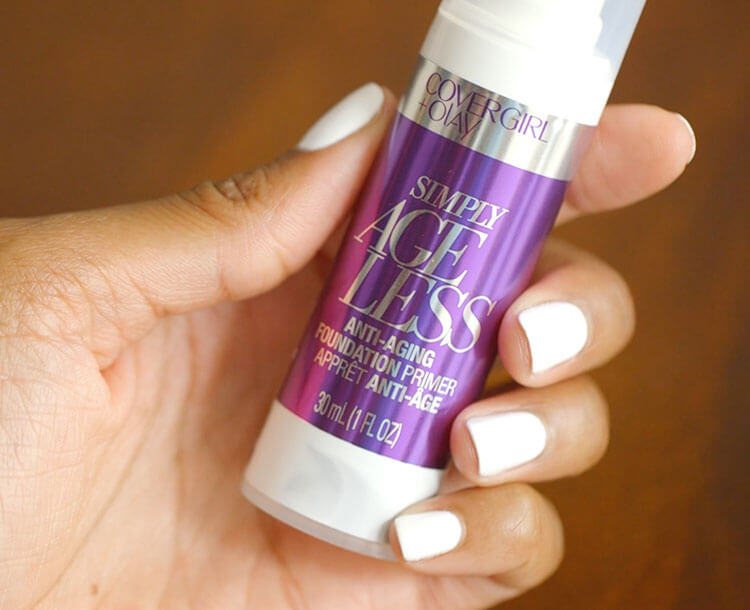 COVERGIRL
+ OLAY
SIMPLY
AGE
LESS
ANTI-AGING
FOUNDATION PRIMER
APPRÊT ANTI-ÂGE
30 mL (1 FL OZ)